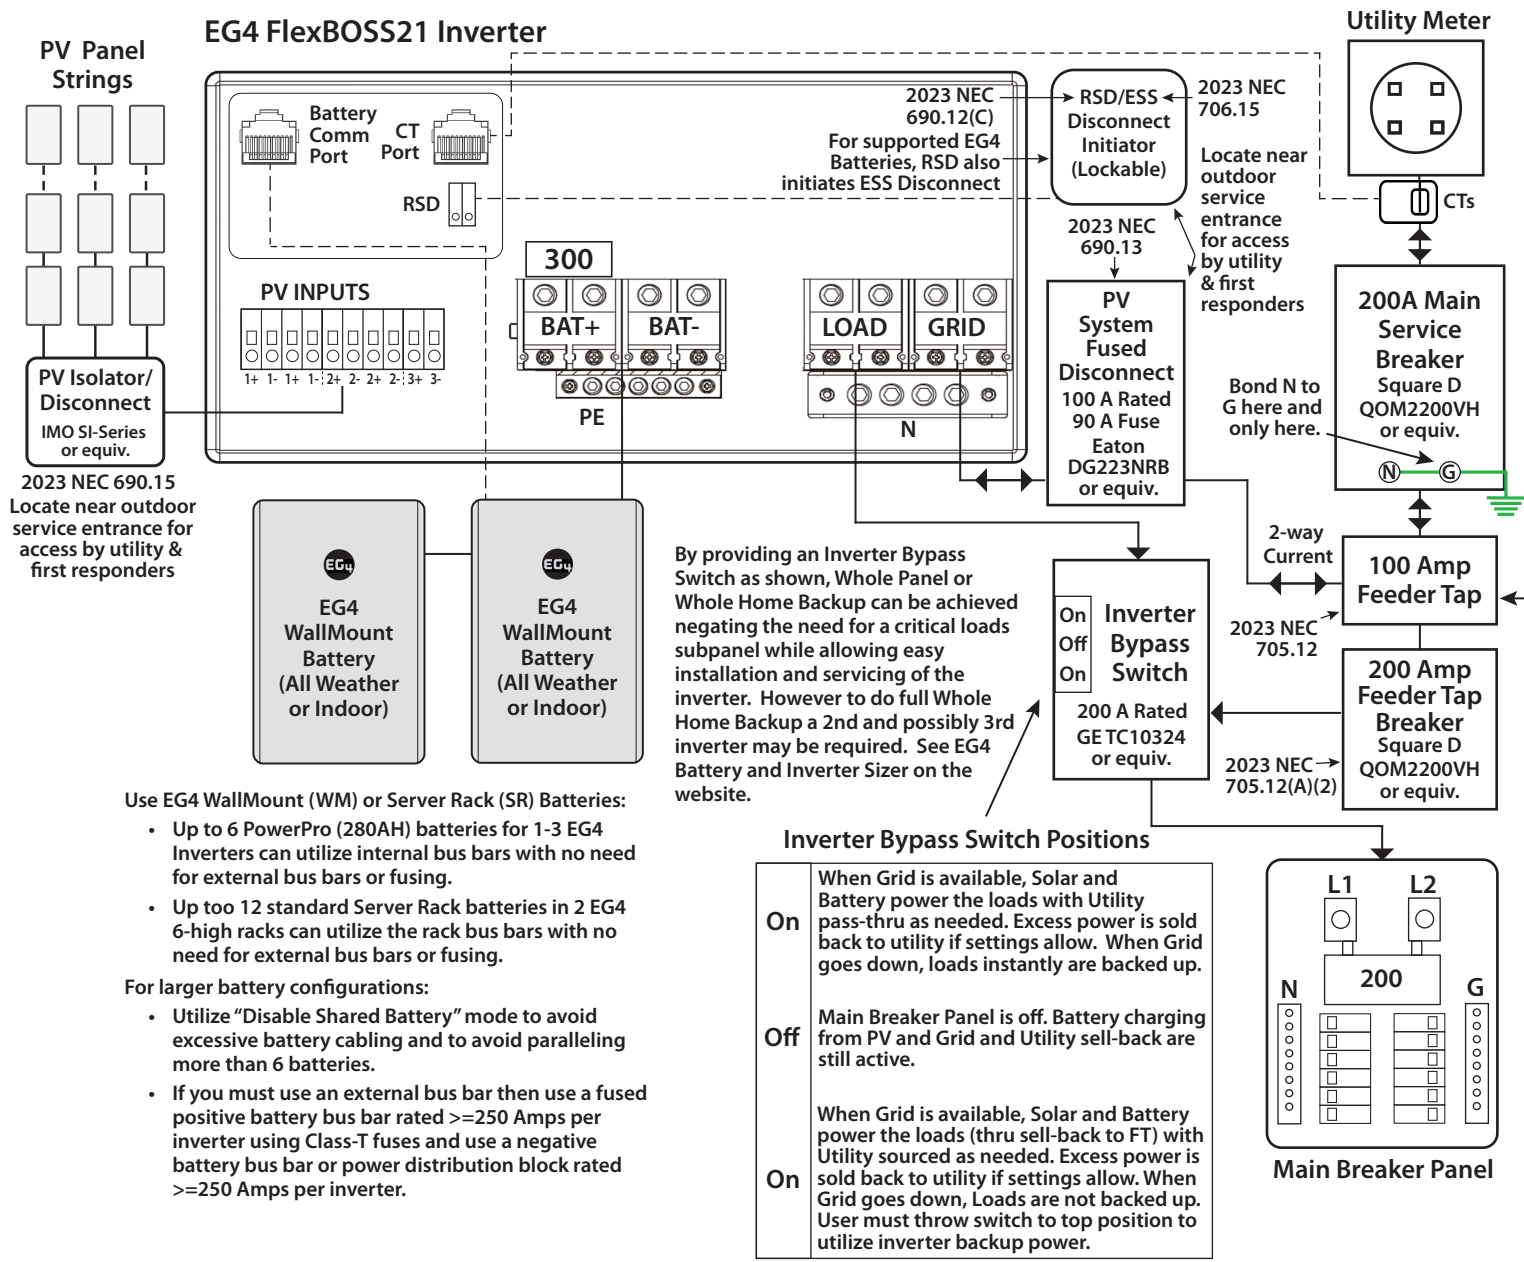 EG4 FlexBOSS21 Inverter
PV Panel
Strings
Battery
Comm
Port
CT
Port
RSD
PV INPUTS
1+ 1- 1+ 1- 2+ 2- 2+ 2- 3+ 3-
300
BAT+
BAT-
PE
LOAD
GRID
N
PV Isolator/
Disconnect
IMO SI-Series
or equiv.
2023 NEC 690.15
Locate near outdoor
service entrance for
access by utility &
first responders
2023 NEC
690.12(C)
For supported EG4
Batteries, RSD also
initiates ESS Disconnect
RSD/ESS
Disconnect
Initiator
(Lockable)
2023 NEC
706.15
Locate near
outdoor
service
entrance
for access
by utility
& first
responders
2023 NEC
690.13
PV
System
Fused
Disconnect
100 A Rated
90 A Fuse
Eaton
DG223NRB
or equiv.
Utility Meter
CTs
200A Main
Service
Breaker
Square D
QOM2200VH
or equiv.
N
G
Bond N to
G here and
only here.
2-way
Current
100 Amp
Feeder Tap
2023 NEC
705.12
200 Amp
Feeder Tap
Breaker
Square D
QOM2200VH
or equiv.
2023 NEC
705.12(A)(2)
EG4
EG4
WallMount
Battery
(All Weather
or Indoor)
EG4
EG4
WallMount
Battery
(All Weather
or Indoor)
By providing an Inverter Bypass
Switch as shown, Whole Panel or
Whole Home Backup can be achieved
negating the need for a critical loads
subpanel while allowing easy
installation and servicing of the
inverter. However to do full Whole
Home Backup a 2nd and possibly 3rd
inverter may be required. See EG4
Battery and Inverter Sizer on the
website.
On
Off
On
Inverter
Bypass
Switch
200 A Rated
GE TC10324
or equiv.
Use EG4 WallMount (WM) or Server Rack (SR) Batteries:
• Up to 6 PowerPro (280AH) batteries for 1-3 EG4
Inverters can utilize internal bus bars with no need
for external bus bars or fusing.
• Up too 12 standard Server Rack batteries in 2 EG4
6-high racks can utilize the rack bus bars with no
need for external bus bars or fusing.
For larger battery configurations:
• Utilize “Disable Shared Battery” mode to avoid
excessive battery cabling and to avoid paralleling
more than 6 batteries.
• If you must use an external bus bar then use a fused
positive battery bus bar rated >=250 Amps per
inverter using Class-T fuses and use a negative
battery bus bar or power distribution block rated
>=250 Amps per inverter.
Inverter Bypass Switch Positions
On
When Grid is available, Solar and
Battery power the loads with Utility
pass-thru as needed. Excess power is sold
back to utility if settings allow. When Grid
goes down, loads instantly are backed up.
Off
Main Breaker Panel is off. Battery charging
from PV and Grid and Utility sell-back are
still active.
On
When Grid is available, Solar and Battery
power the loads (thru sell-back to FT) with
Utility sourced as needed. Excess power is
sold back to utility if settings allow. When
Grid goes down, Loads are not backed up.
User must throw switch to top position to
utilize inverter backup power.
L1
L2
200
N
G
Main Breaker Panel